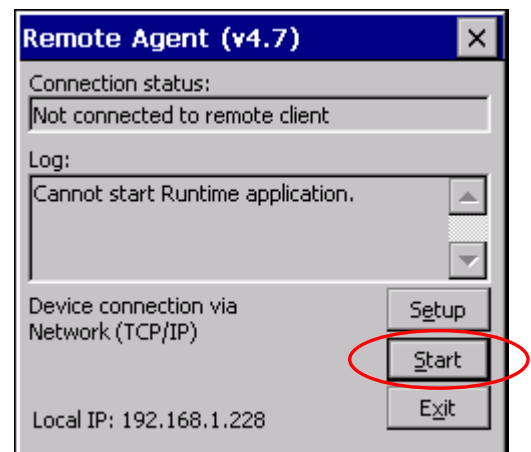 Remote Agent (v4.7)
Connection status:
Not connected to remote client
Log:
Cannot start Runtime application.
Device connection via
Network (TCP/IP)
Setup
Start
Local IP: 192.168.1.228
Exit